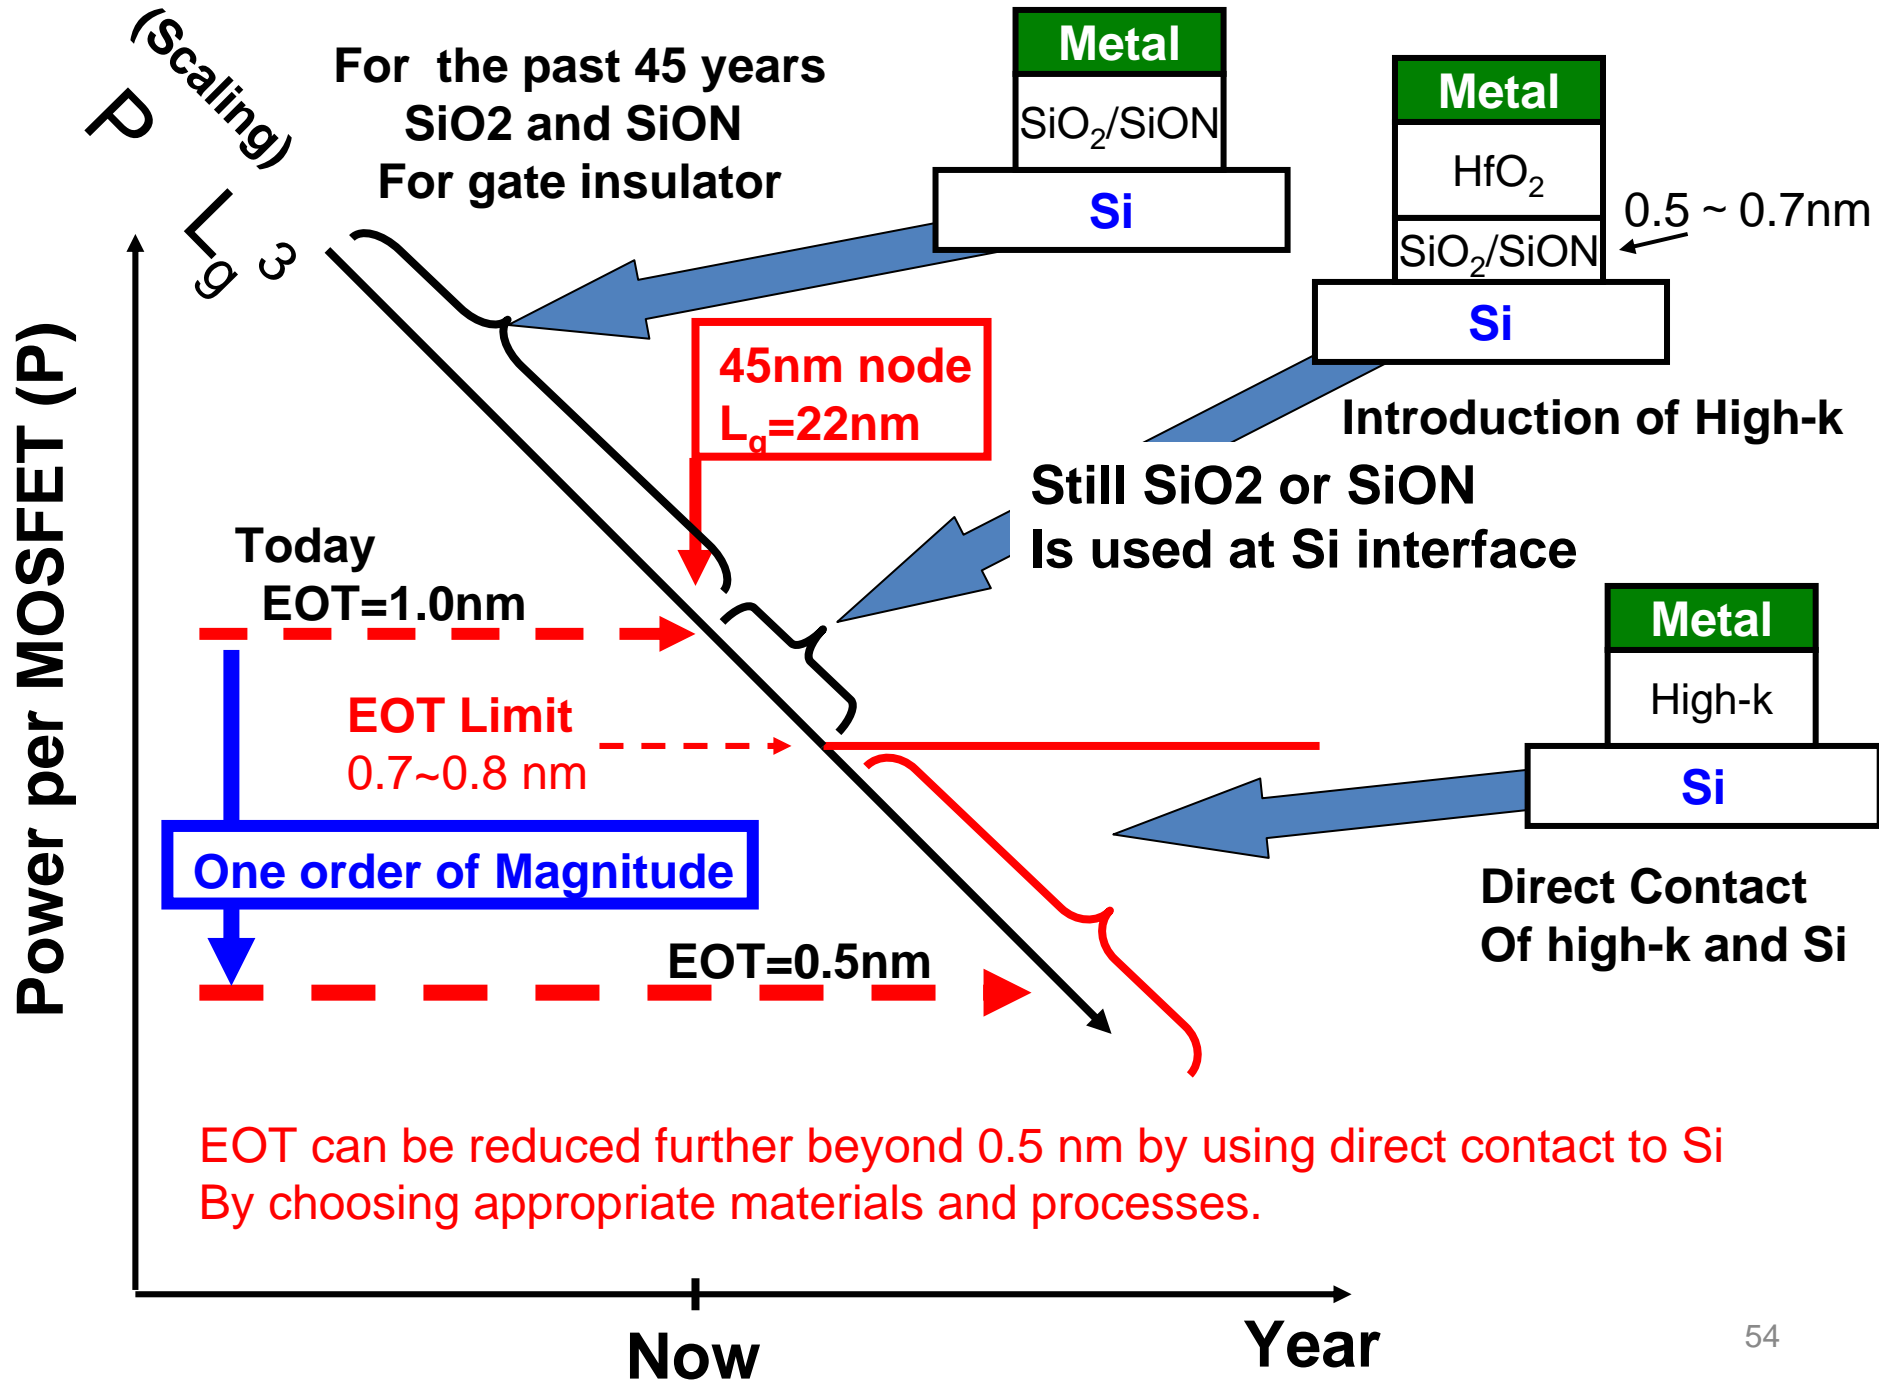 (Scaling)
P
Lg 3
For the past 45 years
SiO2 and SiON
For gate insulator
Metal
SiO2/SiON
Si
Metal
HfO2
SiO2/SiON
Si
0.5 ~ 0.7nm
Introduction of High-k
45nm node
Lg=22nm
Still SiO2 or SiON
Is used at Si interface
Power per MOSFET (P)
Today
EOT=1.0nm
EOT Limit
0.7~0.8 nm
Metal
High-k
Si
One order of Magnitude
Direct Contact
Of high-k and Si
EOT=0.5nm
EOT can be reduced further beyond 0.5 nm by using direct contact to Si
By choosing appropriate materials and processes.
Now
Year
54